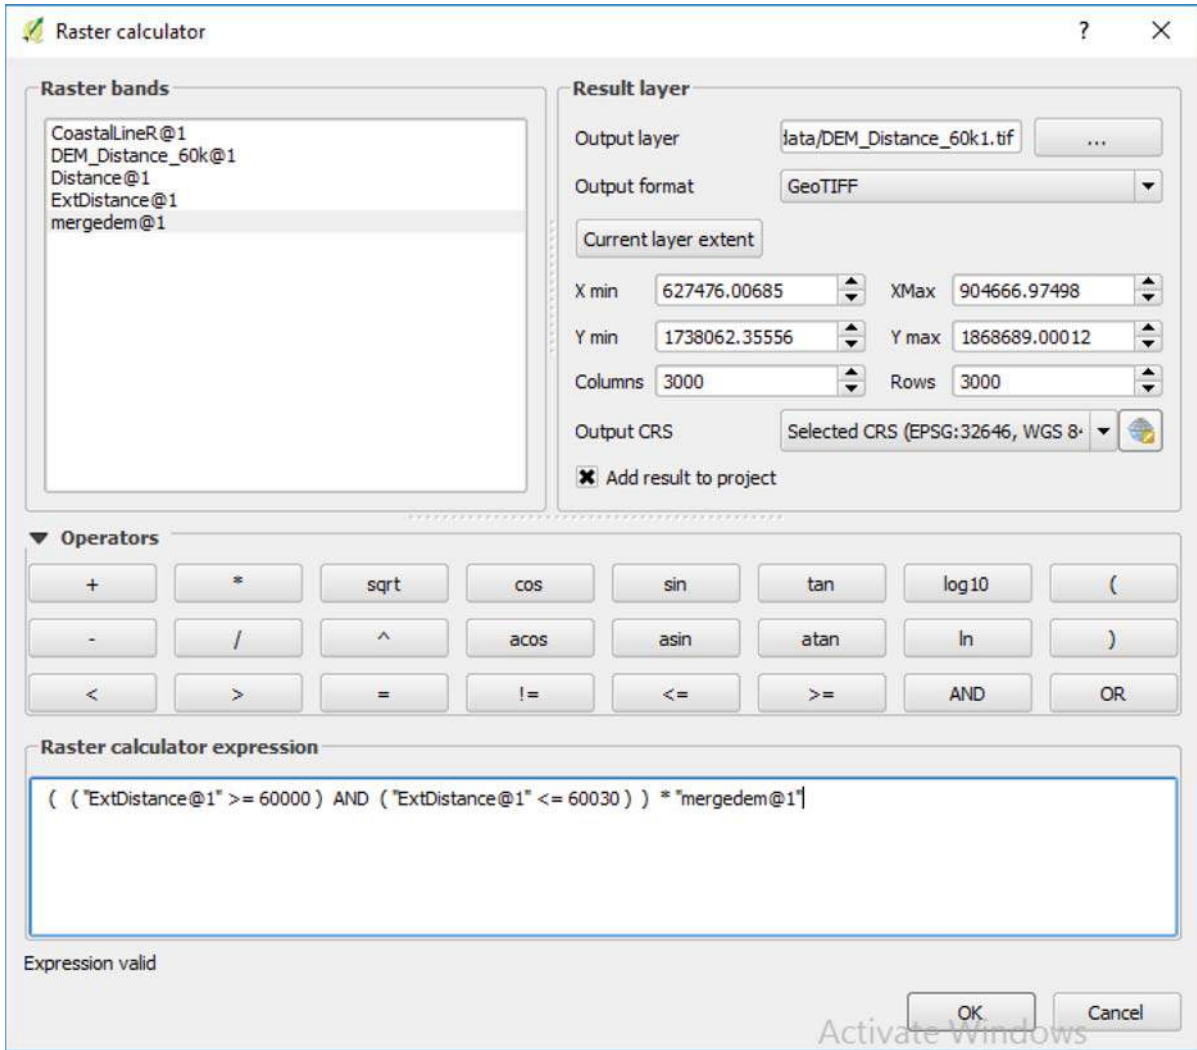 Raster calculator
?
Raster bands
CoastalLineR@1
DEM_Distance_60k@1
Distance@1
ExtDistance@1
mergedem@1
Result layer
Output layer data/DEM_Distance_60k1.tif ...
Output format GeoTIFF
Current layer extent
X min 627476.00685 XMax 904666.97498
Y min 1738062.35556 Y max 1868689.00012
Columns 3000 Rows 3000
Output CRS Selected CRS (EPSG:32646, WGS 84
Add result to project
Operators
+ * sqrt cos sin tan log10 (
- / ^ acos asin atan ln )
< > = != <= >= AND OR
Raster calculator expression
( ( "ExtDistance@1" >= 60000 ) AND ( "ExtDistance@1" <= 60030 ) ) * "mergedem@1"
Expression valid
OK Cancel
Activate Windows